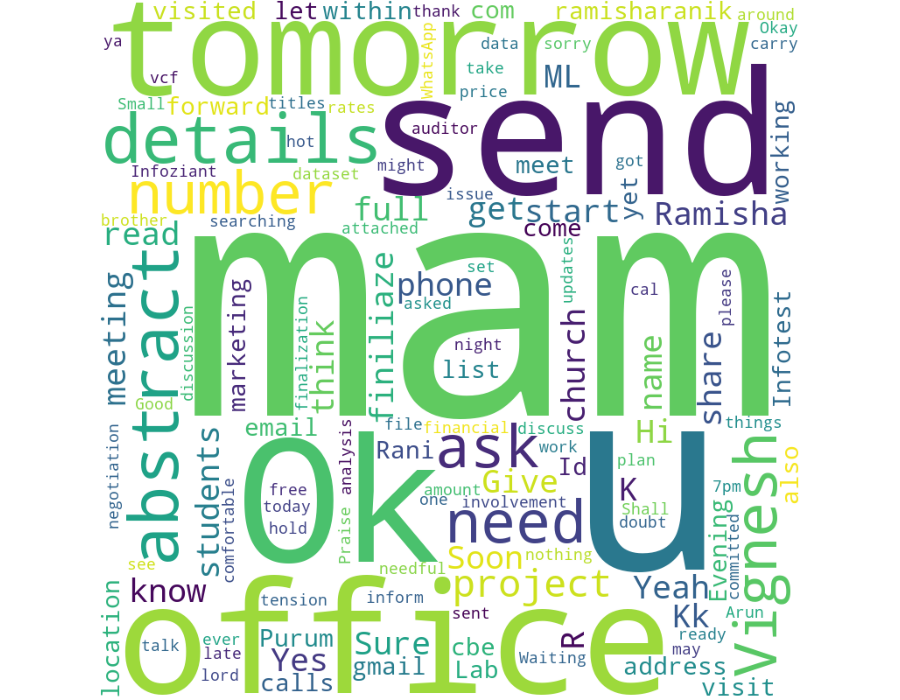 visited
let
within
thank
com
ramisharanik
around
ya
tomorrow
WhatsApp
data
sorry
Okay
carry
vcf
take
ML
price
Small
forward
titles
rates
send
details
hot
auditor
working
Infoziant
dataset
might
meet
got
yet
number
issue
full
get
start
Ramisha
brother
searching
attached
come
read
mam
abstract
meeting
discussion
marketing
finalization
think
finiliaze
phone
set
asked
updates
cal
please
night
list
church
name
share
Infotest
Good
email
file
financial
discuss
Hi
things
negotiation
students
comfortable
ok
free
today
hold
Praise
analysis
Rani
ask
work
Id
u
plan
K
Give
amount
one
involvement
Shall
doubt
need
7pm
also
Vignesh
see
Soon
nothing
needful
project
Yeah
Evening
committed
know
location
office
tension
inform
sent
Kk
Arun
ready
talk
ever
late
lord
Purum
Yes
calls
Sure
gmail
cbe
Lab
Waiting
R
may
address
visit